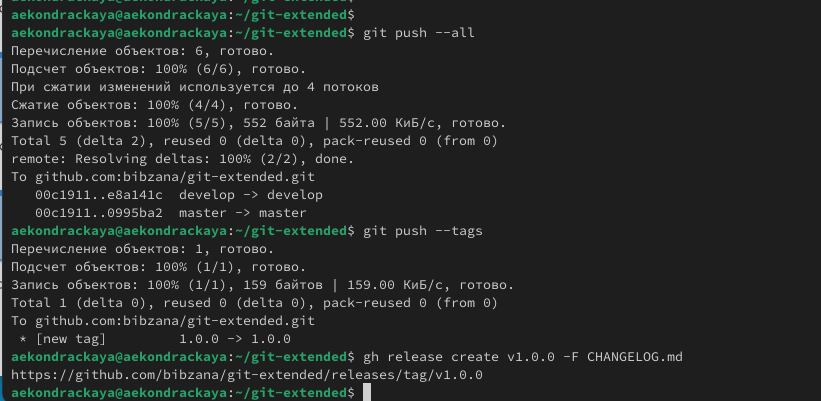 aekondrackaya@aekondrackaya:~/git-extended$
aekondrackaya@aekondrackaya:~/git-extended$ git push --all
Перечисление объектов: 6, готово.
Подсчет объектов: 100% (6/6), готово.
При сжатии изменений используется до 4 потоков
Сжатие объектов: 100% (4/4), готово.
Запись объектов: 100% (5/5), 552 байта | 552.00 КиБ/с, готово.
Total 5 (delta 2), reused 0 (delta 0), pack-reused 0 (from 0)
remote: Resolving deltas: 100% (2/2), done.
To github.com:bibzana/git-extended.git
   00c1911..e8a141c  develop -> develop
   00c1911..0995ba2  master -> master
aekondrackaya@aekondrackaya:~/git-extended$ git push --tags
Перечисление объектов: 1, готово.
Подсчет объектов: 100% (1/1), готово.
Запись объектов: 100% (1/1), 159 байтов | 159.00 КиБ/с, готово.
Total 1 (delta 0), reused 0 (delta 0), pack-reused 0 (from 0)
To github.com:bibzana/git-extended.git
 * [new tag]         1.0.0 -> 1.0.0
aekondrackaya@aekondrackaya:~/git-extended$ gh release create v1.0.0 -F CHANGELOG.md
https://github.com/bibzana/git-extended/releases/tag/v1.0.0
aekondrackaya@aekondrackaya:~/git-extended$